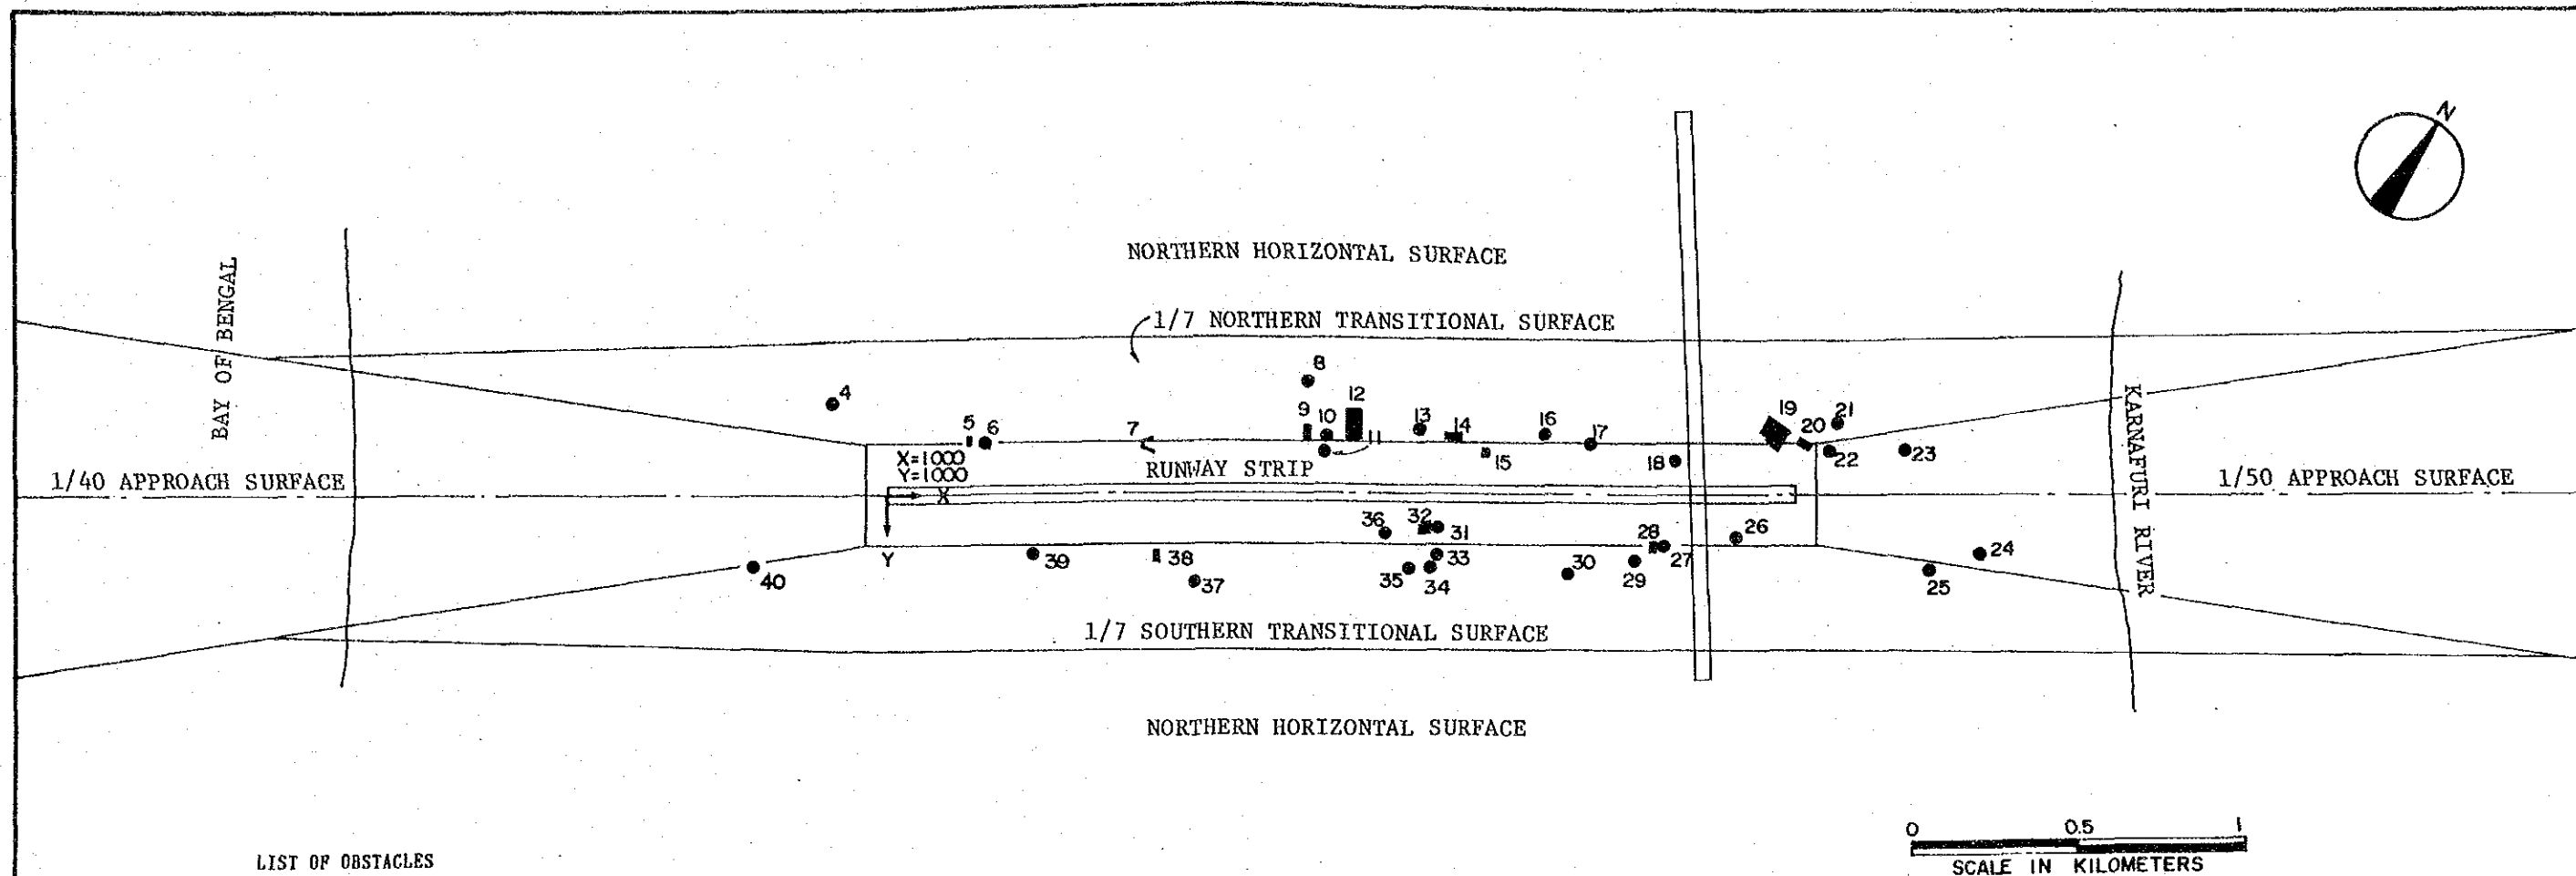 N
NORTHERN HORIZONTAL SURFACE
BAY OF BENGAL
1/7 NORTHERN TRANSITIONAL SURFACE
8
4
12
9
10
13
14
16
19
21
5
6
7
11
17
20
X=1000
Y=1000
RUNWAY STRIP
15
18
22
23
KARNAFURI RIVER
1/40 APPROACH SURFACE
X
1/50 APPROACH SURFACE
36
32
31
28
26
Y
39
38
33
30
27
24
40
37
35
34
29
25
1/7 SOUTHERN TRANSITIONAL SURFACE
NORTHERN HORIZONTAL SURFACE
0 0.5 1
SCALE IN KILOMETERS
LIST OF OBSTACLES